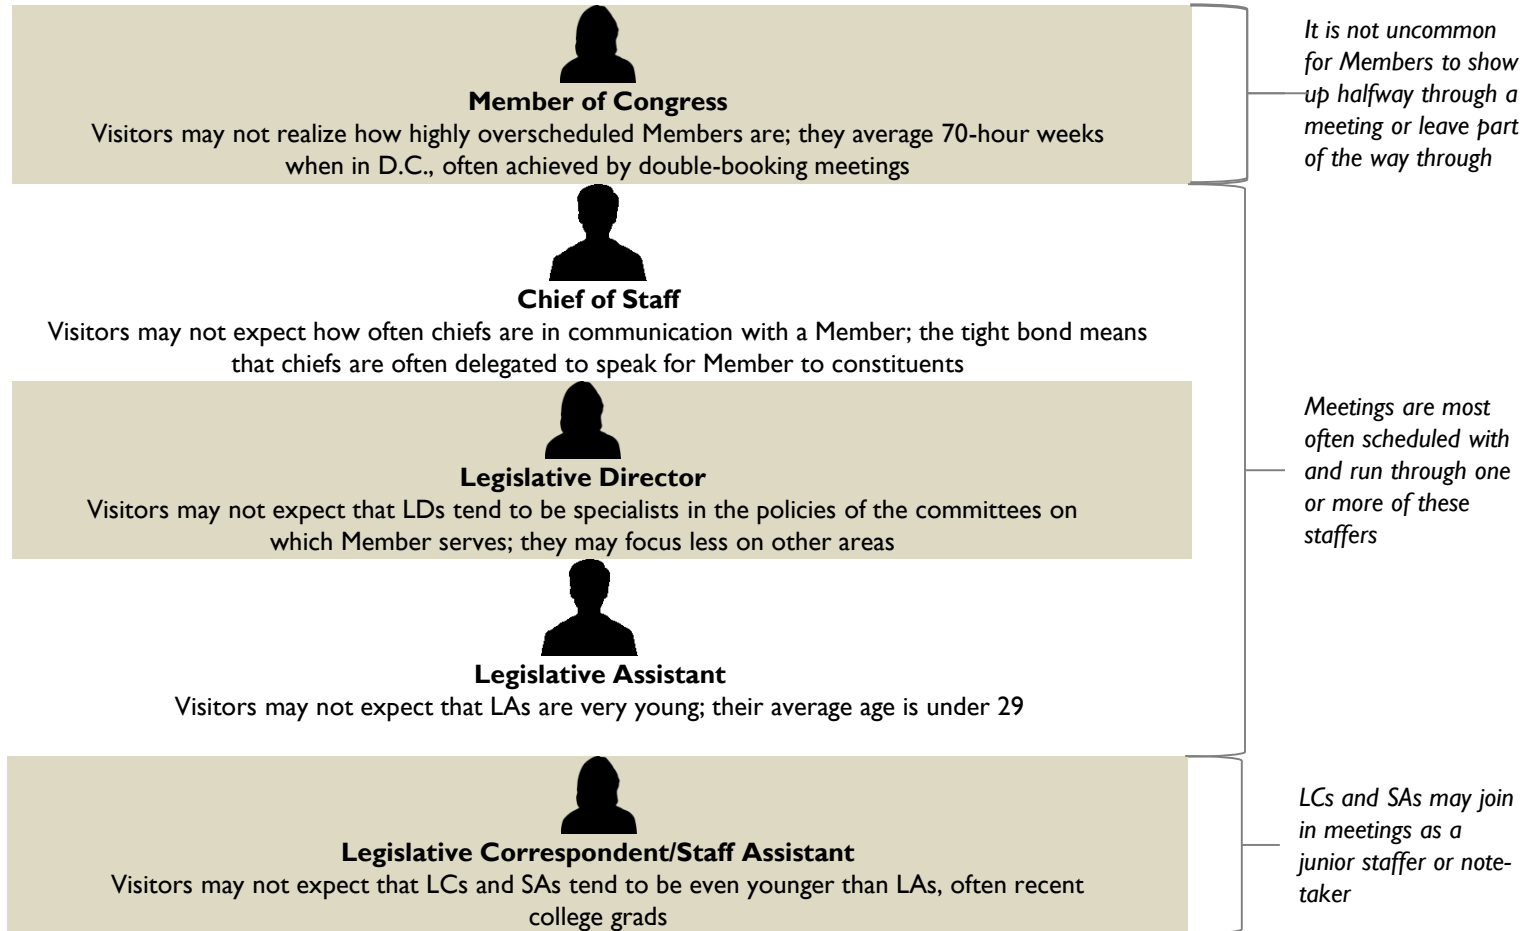 Member of Congress
Visitors may not realize how highly overscheduled Members are; they average 70-hour weeks
when in D.C., often achieved by double-booking meetings
It is not uncommon
for Members to show
up halfway through a
meeting or leave part
of the way through
Chief of Staff
Visitors may not expect how often chiefs are in communication with a Member; the tight bond means
that chiefs are often delegated to speak for Member to constituents
Legislative Director
Visitors may not expect that LDs tend to be specialists in the policies of the committees on
which Member serves; they may focus less on other areas
Legislative Assistant
Visitors may not expect that LAs are very young; their average age is under 29
Meetings are most
often scheduled with
and run through one
or more of these
staffers
Legislative Correspondent/Staff Assistant
Visitors may not expect that LCs and SAs tend to be even younger than LAs, often recent
college grads
LCs and SAs may join
in meetings as a
junior staffer or note-
taker